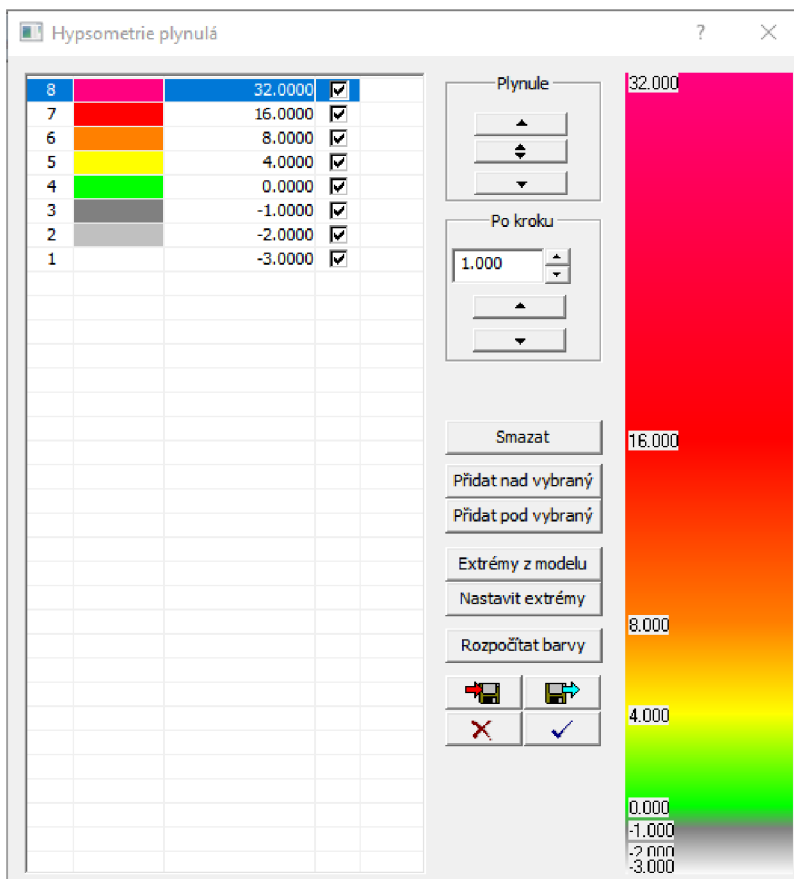 Hypsometrie plynulá ?
8 32.0000
7 16.0000
6 8.0000
5 4.0000
4 0.0000
3 -1.0000
2 -2.0000
1 -3.0000
Plynule
Po kroku
1.000
Smazat
Přidat nad vybraný
Přidat pod vybraný
Extrémy z modelu
Nastavit extrémy
Rozpočítat barvy
32.000
16.000
8.000
4.000
0.000
-1.000
-2.000
-3.000